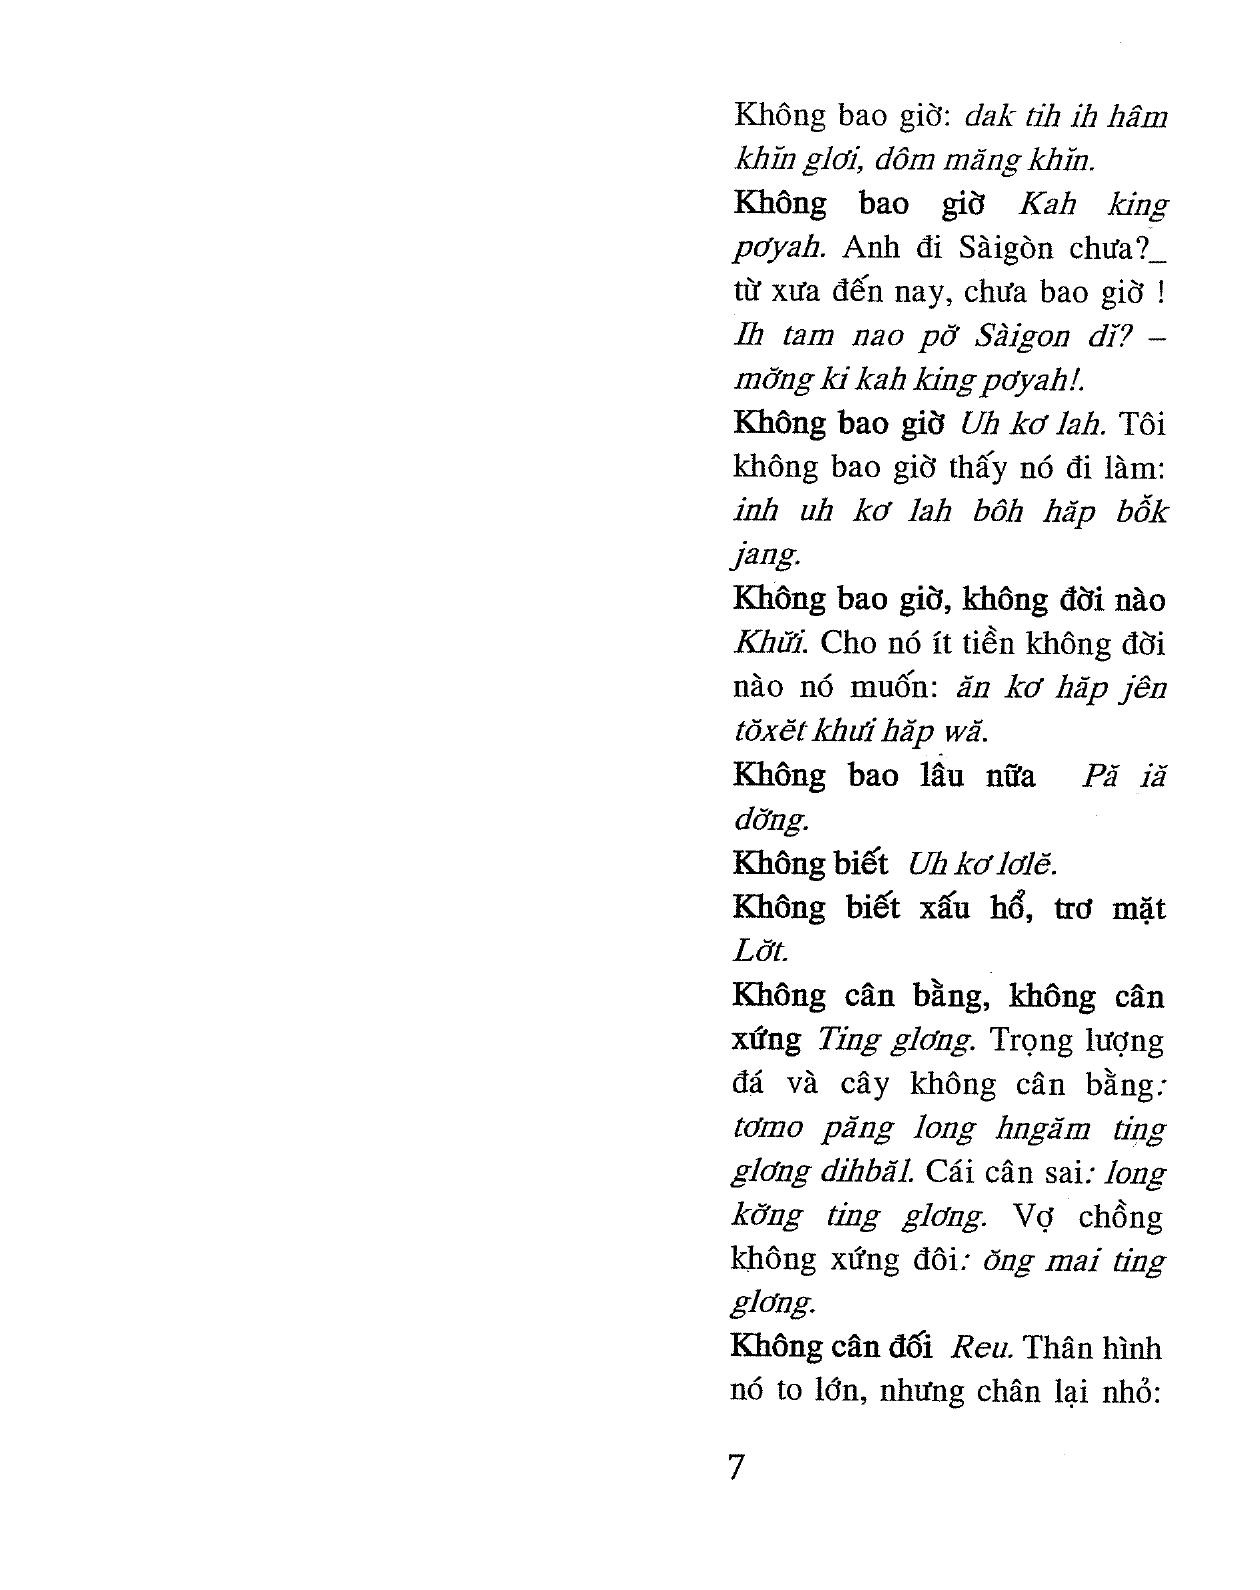 Không bao giờ: dak tih ih hâm
khĭn glơi, dôm măng khĭn.
Không bao giờ Kah king
pơyah. Anh đi Sàigòn chưa?_
từ xưa đến nay, chưa bao giờ !
Ih tam nao pơ̆ Sàigon dĭ? –
mơ̆ng ki kah king pơyah!.
Không bao giờ Uh kơ lah. Tôi
không bao giờ thấy nó đi làm:
inh uh kơ lah bôh hăp bô̆k
jang.
Không bao giờ, không đời nào
Khư̆i. Cho nó ít tiền không đời
nào nó muốn: ăn kơ hăp jên
tŏxĕt khưi hăp wă.
Không bao lâu nữa Pă iă
dơ̆ng.
Không biết Uh kơ lơlĕ.
Không biết xấu hổ, trơ mặt
Lơ̆t.
Không cân bằng, không cân
xứng Ting glơng. Trọng lượng
đá và cây không cân bằng:
tơmo păng long hngăm ting
glơng dihbăl. Cái cân sai: long
kơ̆ng ting glơng. Vợ chồng
không xứng đôi: ŏng mai ting
glơng.
Không cân đối Reu. Thân hình
nó to lớn, nhưng chân lại nhỏ:
7